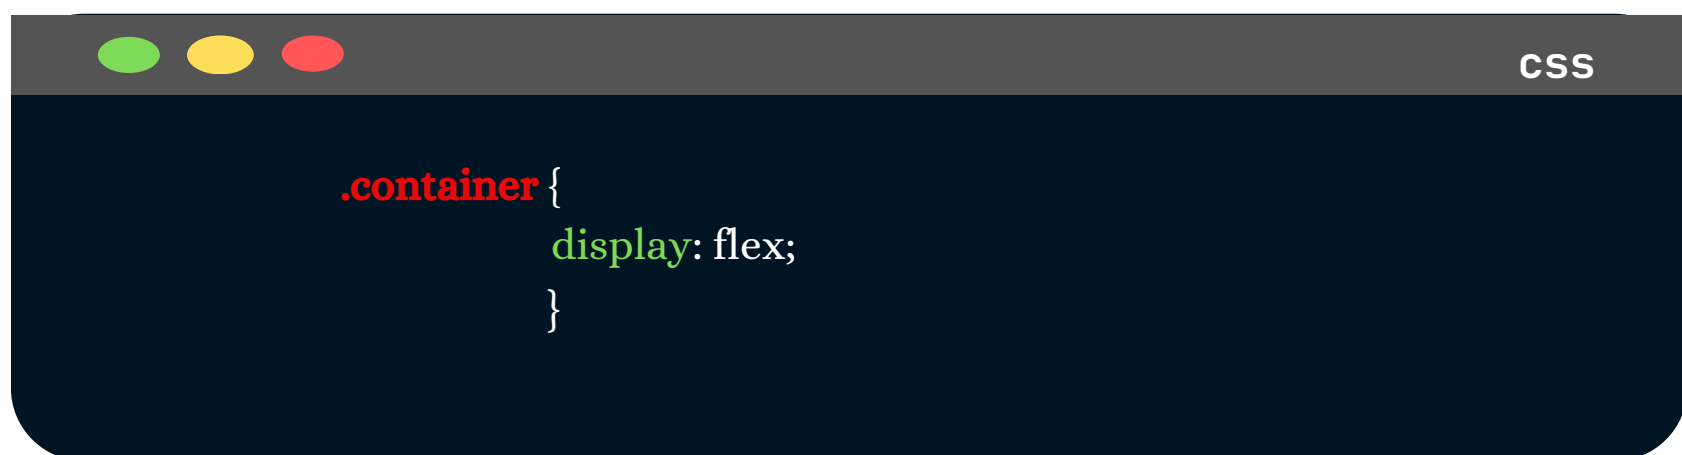 css
.container {
display: flex;
}